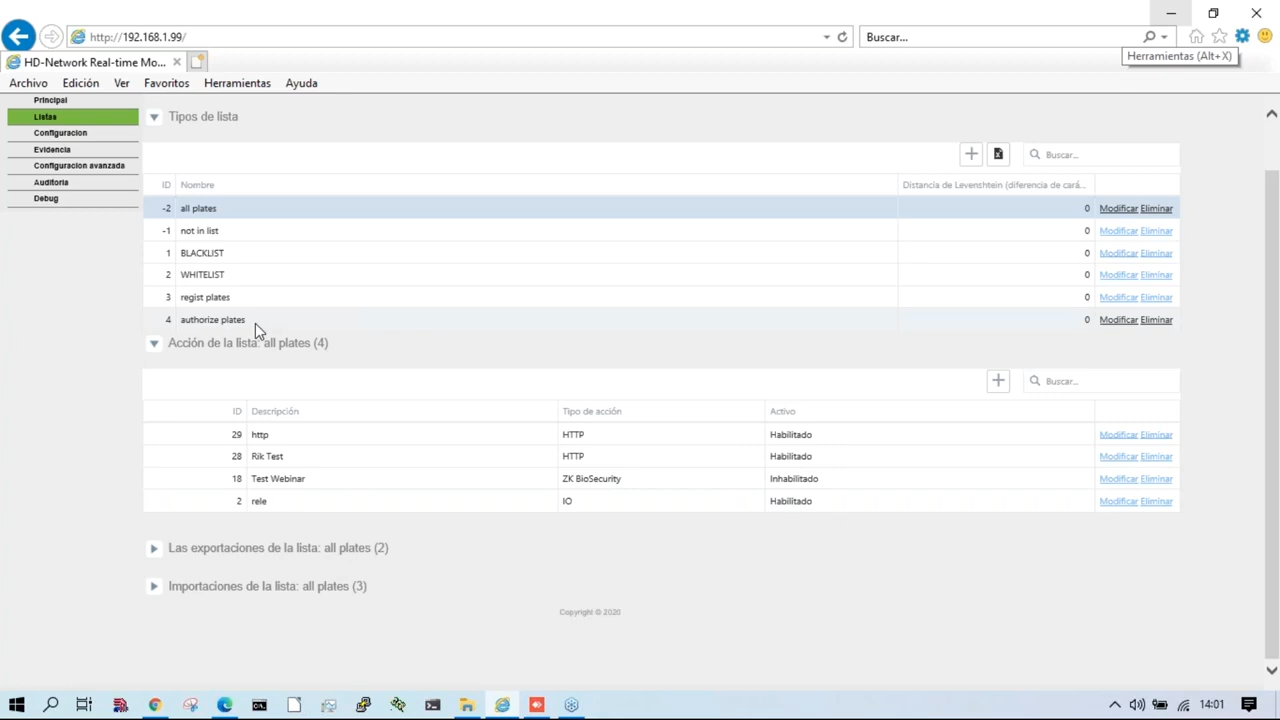 http://192.168.1.99/
Buscar...
HD-Network Real-time Mo...
Herramientas (Alt+X)
Archivo Edición Ver Favoritos Herramientas Ayuda
Principal
Listas
Configuracion
Evidencia
Configuracion avanzada
Auditoria
Debug
Tipos de lista
Buscar...
ID Nombre Distancia de Levenshtein (diferencia de cará...
-2 all plates 0 Modificar Eliminar
-1 not in list 0 Modificar Eliminar
1 BLACKLIST 0 Modificar Eliminar
2 WHITELIST 0 Modificar Eliminar
3 regist plates 0 Modificar Eliminar
4 authorize plates 0 Modificar Eliminar
Acción de la lista: all plates (4)
Buscar...
ID Descripción Tipo de acción Activo
29 http HTTP Habilitado Modificar Eliminar
28 Rik Test HTTP Habilitado Modificar Eliminar
18 Test Webinar ZK BioSecurity Inhabilitado Modificar Eliminar
2 rele IO Habilitado Modificar Eliminar
Las exportaciones de la lista: all plates (2)
Importaciones de la lista: all plates (3)
Copyright © 2020
14:01